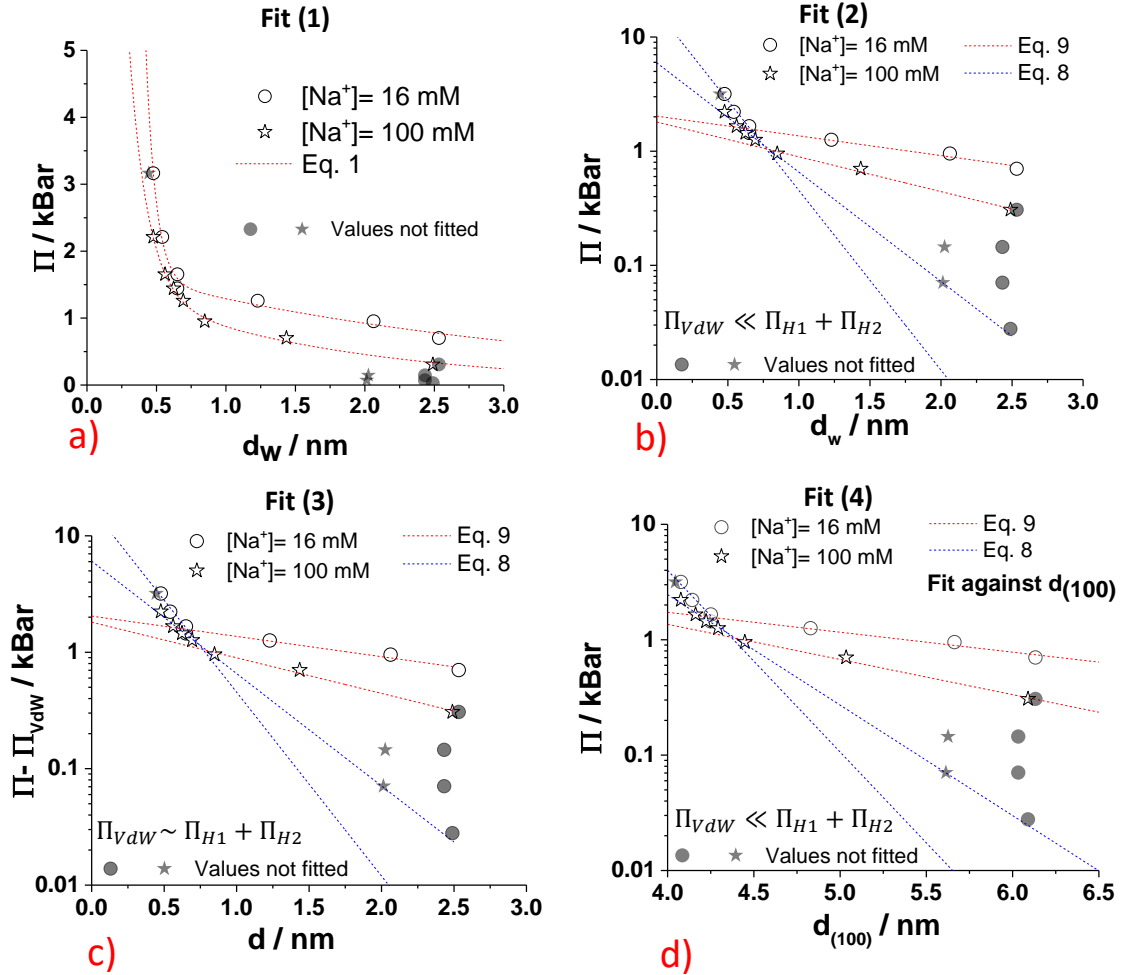 Fit (1)
Π / kBar
5
4
3
2
1
0
[Na⁺]= 16 mM
[Na⁺]= 100 mM
Eq. 1
Values not fitted
0.0 0.5 1.0 1.5 2.0 2.5 3.0
d_W / nm
a)
Fit (2)
Π / kBar
10
1
0.1
0.01
[Na⁺]= 16 mM
[Na⁺]= 100 mM
Eq. 9
Eq. 8
Π_VdW ≪ Π_H1 + Π_H2
Values not fitted
0.0 0.5 1.0 1.5 2.0 2.5 3.0
d_w / nm
b)
Fit (3)
Π- Π_VdW / kBar
10
1
0.1
0.01
[Na⁺]= 16 mM
[Na⁺]= 100 mM
Eq. 9
Eq. 8
Π_VdW ~ Π_H1 + Π_H2
Values not fitted
0.0 0.5 1.0 1.5 2.0 2.5 3.0
d / nm
c)
Fit (4)
Π / kBar
10
1
0.1
0.01
[Na⁺]= 16 mM
[Na⁺]= 100 mM
Eq. 9
Eq. 8
Fit against d_(100)
Π_VdW ≪ Π_H1 + Π_H2
Values not fitted
4.0 4.5 5.0 5.5 6.0 6.5
d_(100) / nm
d)